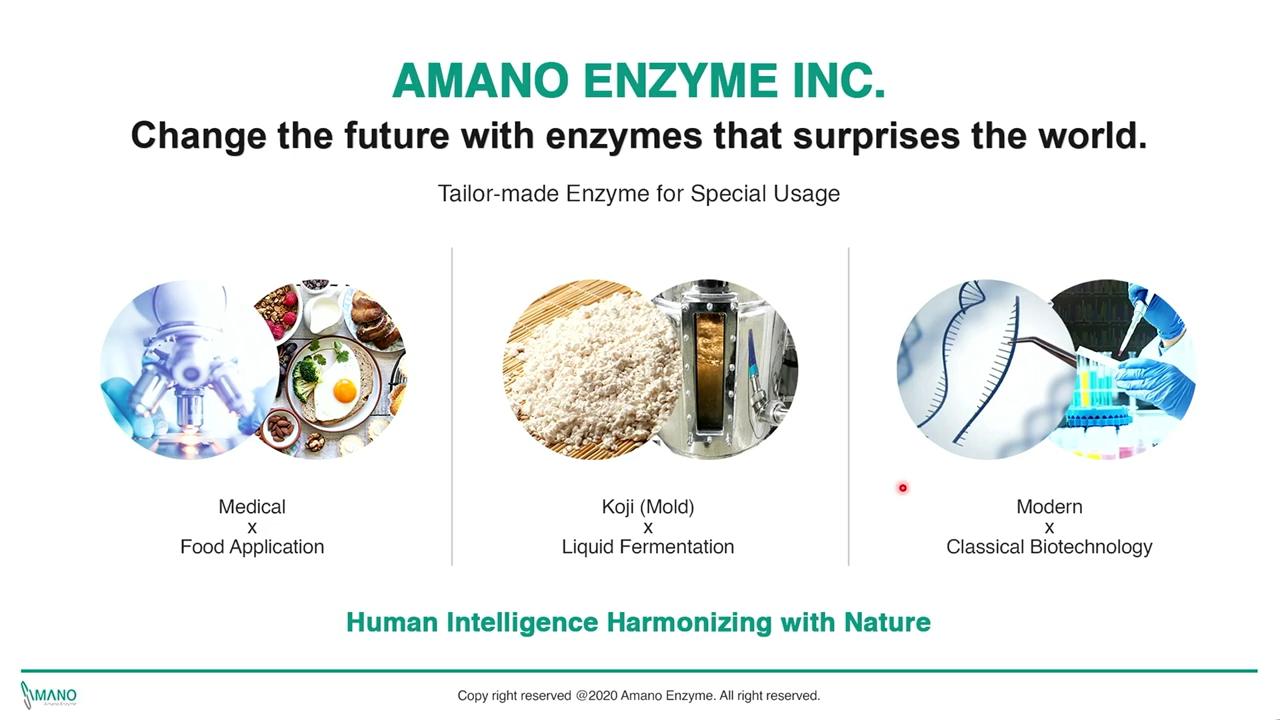 AMANO ENZYME INC.
Change the future with enzymes that surprises the world.
Tailor-made Enzyme for Special Usage
Medical
x
Food Application
Koji (Mold)
x
Liquid Fermentation
Modern
x
Classical Biotechnology
Human Intelligence Harmonizing with Nature
AMANO
Amano Enzyme
Copy right reserved @2020 Amano Enzyme. All right reserved.